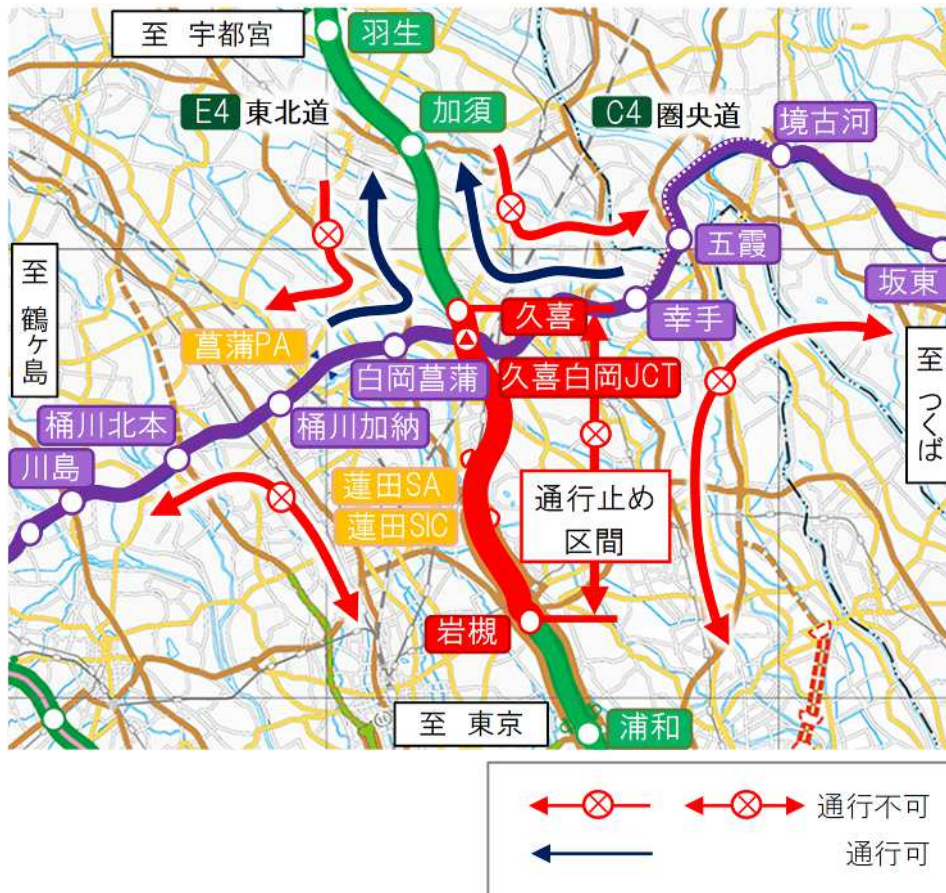 至 宇都宮
羽生
E4 東北道
加須
C4 圏央道
境古河
至 鶴ヶ島
五霞
坂東
久喜
幸手
菖蒲PA
白岡菖蒲
久喜白岡JCT
至 つくば
桶川北本
桶川加納
川島
蓮田SA
蓮田SIC
通行止め
区間
岩槻
至 東京
浦和
通行不可
通行可